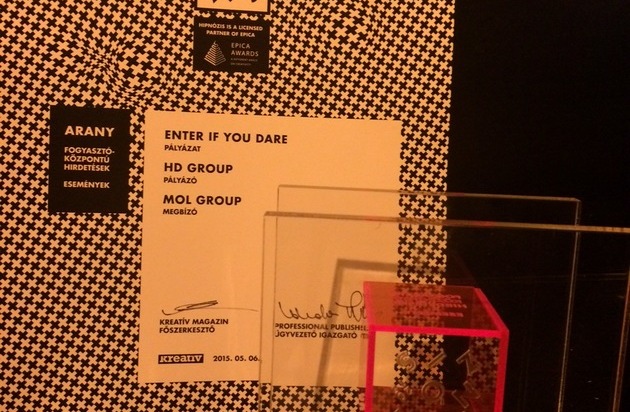 HIPNÓZIS IS A LICENSED
PARTNER OF EPICA
EPICA
AWARDS
ARANY
FOGYASZTÓ-
KÖZPONTÚ
HIRDETÉSEK
ESEMÉNYEK
ENTER IF YOU DARE
PÁLYÁZAT
HD GROUP
PÁLYÁZÓ
MOL GROUP
MEGBÍZÓ
KREATÍV MAGAZIN
FŐSZERKESZTŐ
PROFESSIONAL PUBLISHI
ÜGYVEZETŐ IGAZGATÓ
KREATÍV 2015. 05. 06.